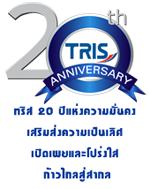 20th
TRIS
ANNIVERSARY
ทริส 20 ปีแห่งความมั่นคง
เสริมส่งความเป็นเลิศ
เปิดเผยและโปร่งใส
ก้าวไกลสู่สากล